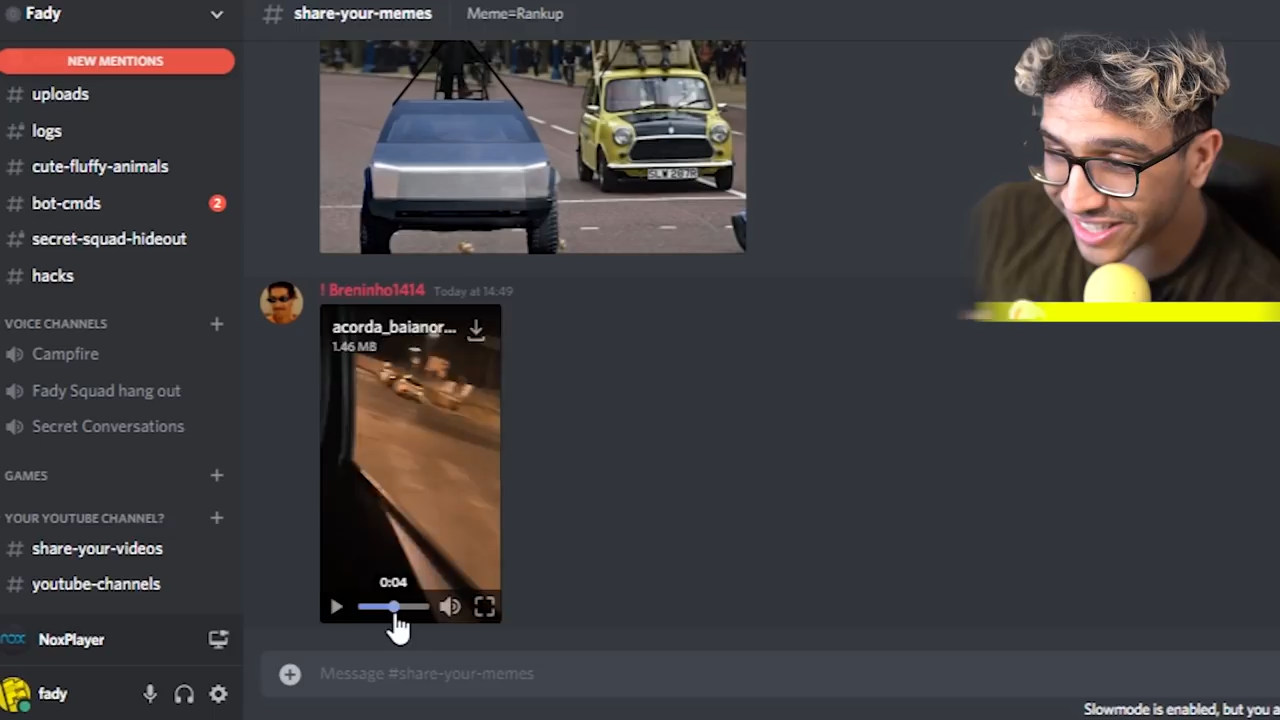 Fady
# share-your-memes
Meme=Rankup
NEW MENTIONS
# uploads
# logs
# cute-fluffy-animals
# bot-cmds
2
# secret-squad-hideout
# hacks
VOICE CHANNELS
Campfire
Fady Squad hang out
Secret Conversations
GAMES
YOUR YOUTUBE CHANNEL?
# share-your-videos
# youtube-channels
nox
NoxPlayer
fady
! Breninho1414 Today at 14:49
acorda_baianor...
1.46 MB
0:04
Message #share-your-memes
Slowmode is enabled, but you a